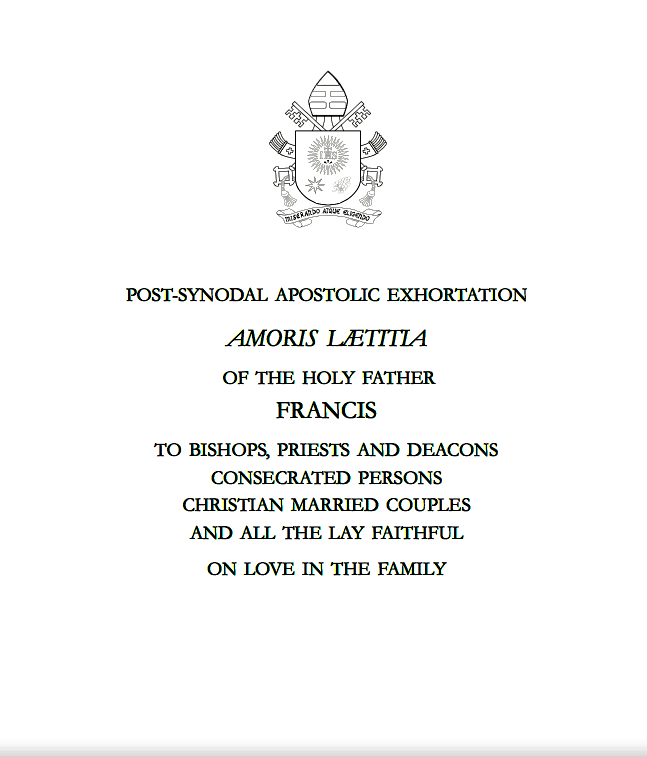 IHS
MISERANDO ATQUE ELIGENDO
POST-SYNODAL APOSTOLIC EXHORTATION
AMORIS LÆTITIA
OF THE HOLY FATHER
FRANCIS
TO BISHOPS, PRIESTS AND DEACONS
CONSECRATED PERSONS
CHRISTIAN MARRIED COUPLES
AND ALL THE LAY FAITHFUL
ON LOVE IN THE FAMILY